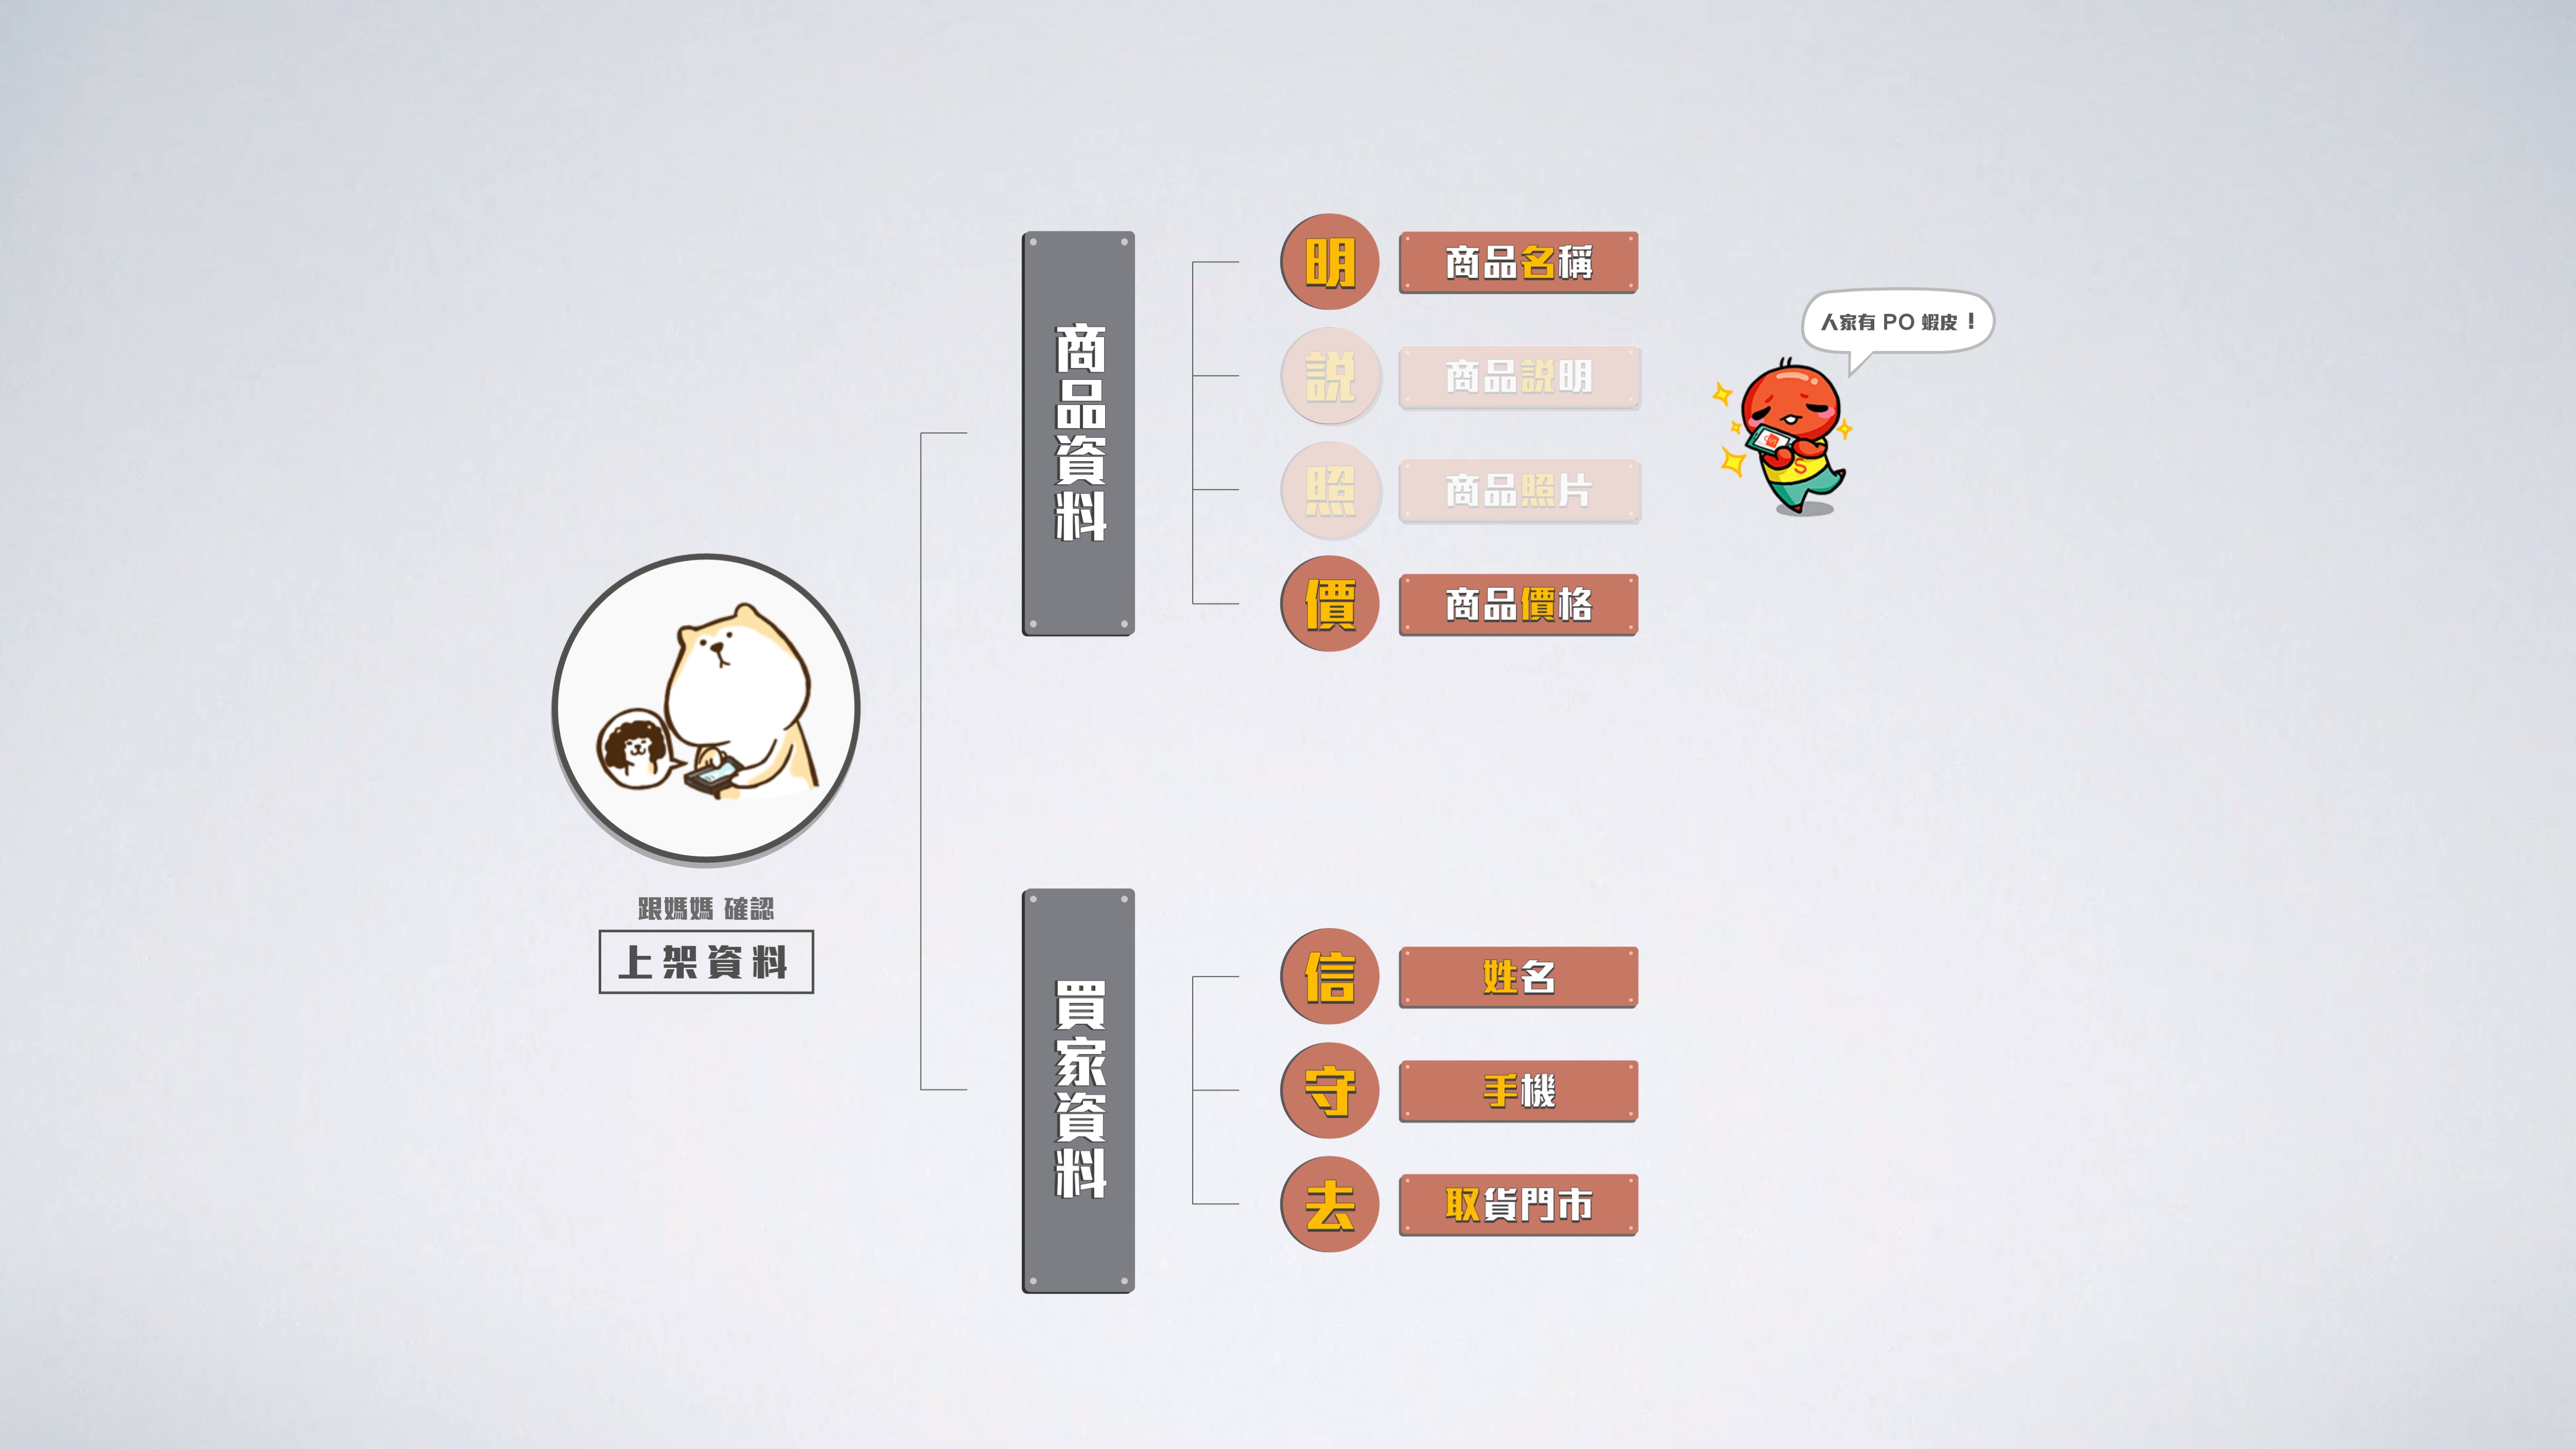 跟媽媽 確認
上架資料
商品資料
明 商品名稱
說 商品說明
照 商品照片
價 商品價格
人家有 PO 蝦皮！
S
買家資料
信 姓名
守 手機
去 取貨門市